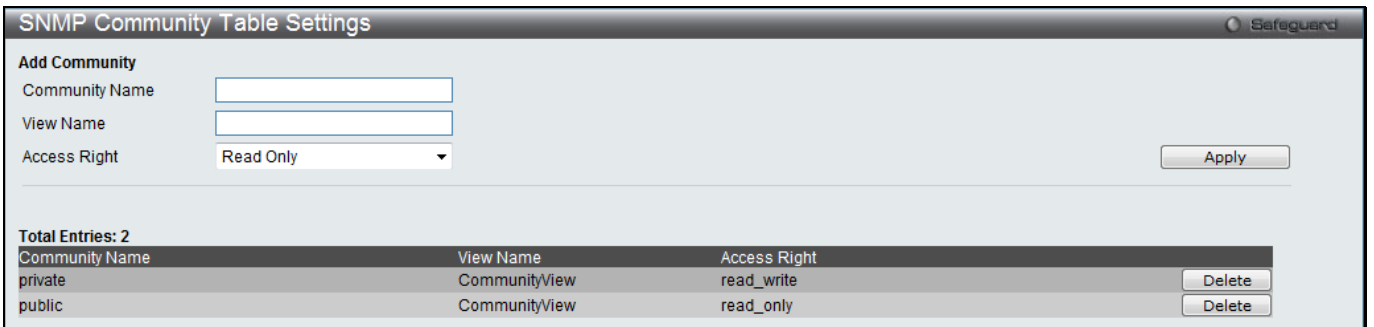 SNMP Community Table Settings
Safeguard
Add Community
Community Name
View Name
Access Right Read Only Apply
Total Entries: 2
Community Name View Name Access Right
private CommunityView read_write Delete
public CommunityView read_only Delete